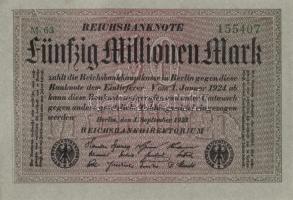 REICHSBANKNOTE
M·63 155407
Fünfzig Millionen Mark
zahlt die Reichsbankhauptkasse in Berlin gegen diese
Banknote dem Einlieferer. Vom 1. Januar 1924 ab
kann diese Banknote aufgerufen und unter Umtausch
gegen andere gesetzliche Zahlungsmittel eingezogen
werden
Berlin, den 1. September 1923
REICHSBANKDIREKTORIUM